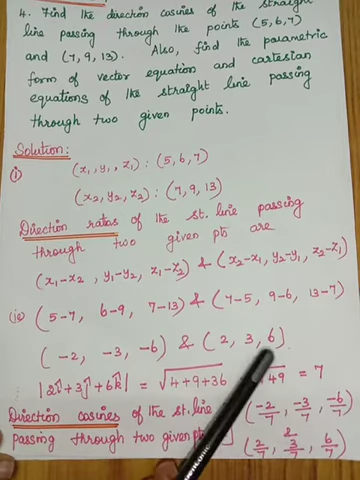 4. Find the direction cosines of the straight
line passing through the points (5,6,7)
and (7,9,13). Also, find the parametric
form of vector equation and cartesian
equations of the straight line passing
through two given points.
Solution:
(i) (x₁, y₁, z₁) : (5,6,7)
(x₂, y₂, z₂) : (7,9,13)
Direction ratios of the st. line passing
through two given pts are
(x₁-x₂, y₁-y₂, z₁-z₂) & (x₂-x₁, y₂-y₁, z₂-z₁)
(ie) (5-7, 6-9, 7-13) & (7-5, 9-6, 13-7)
(-2, -3, -6) & (2, 3, 6)
|2î+3ĵ+6k̂| = √4+9+36 √49 = 7
Direction cosines of the st. line (-2/7, -3/7, -6/7)
passing through two given pts &
(2/7, 3/7, 6/7)